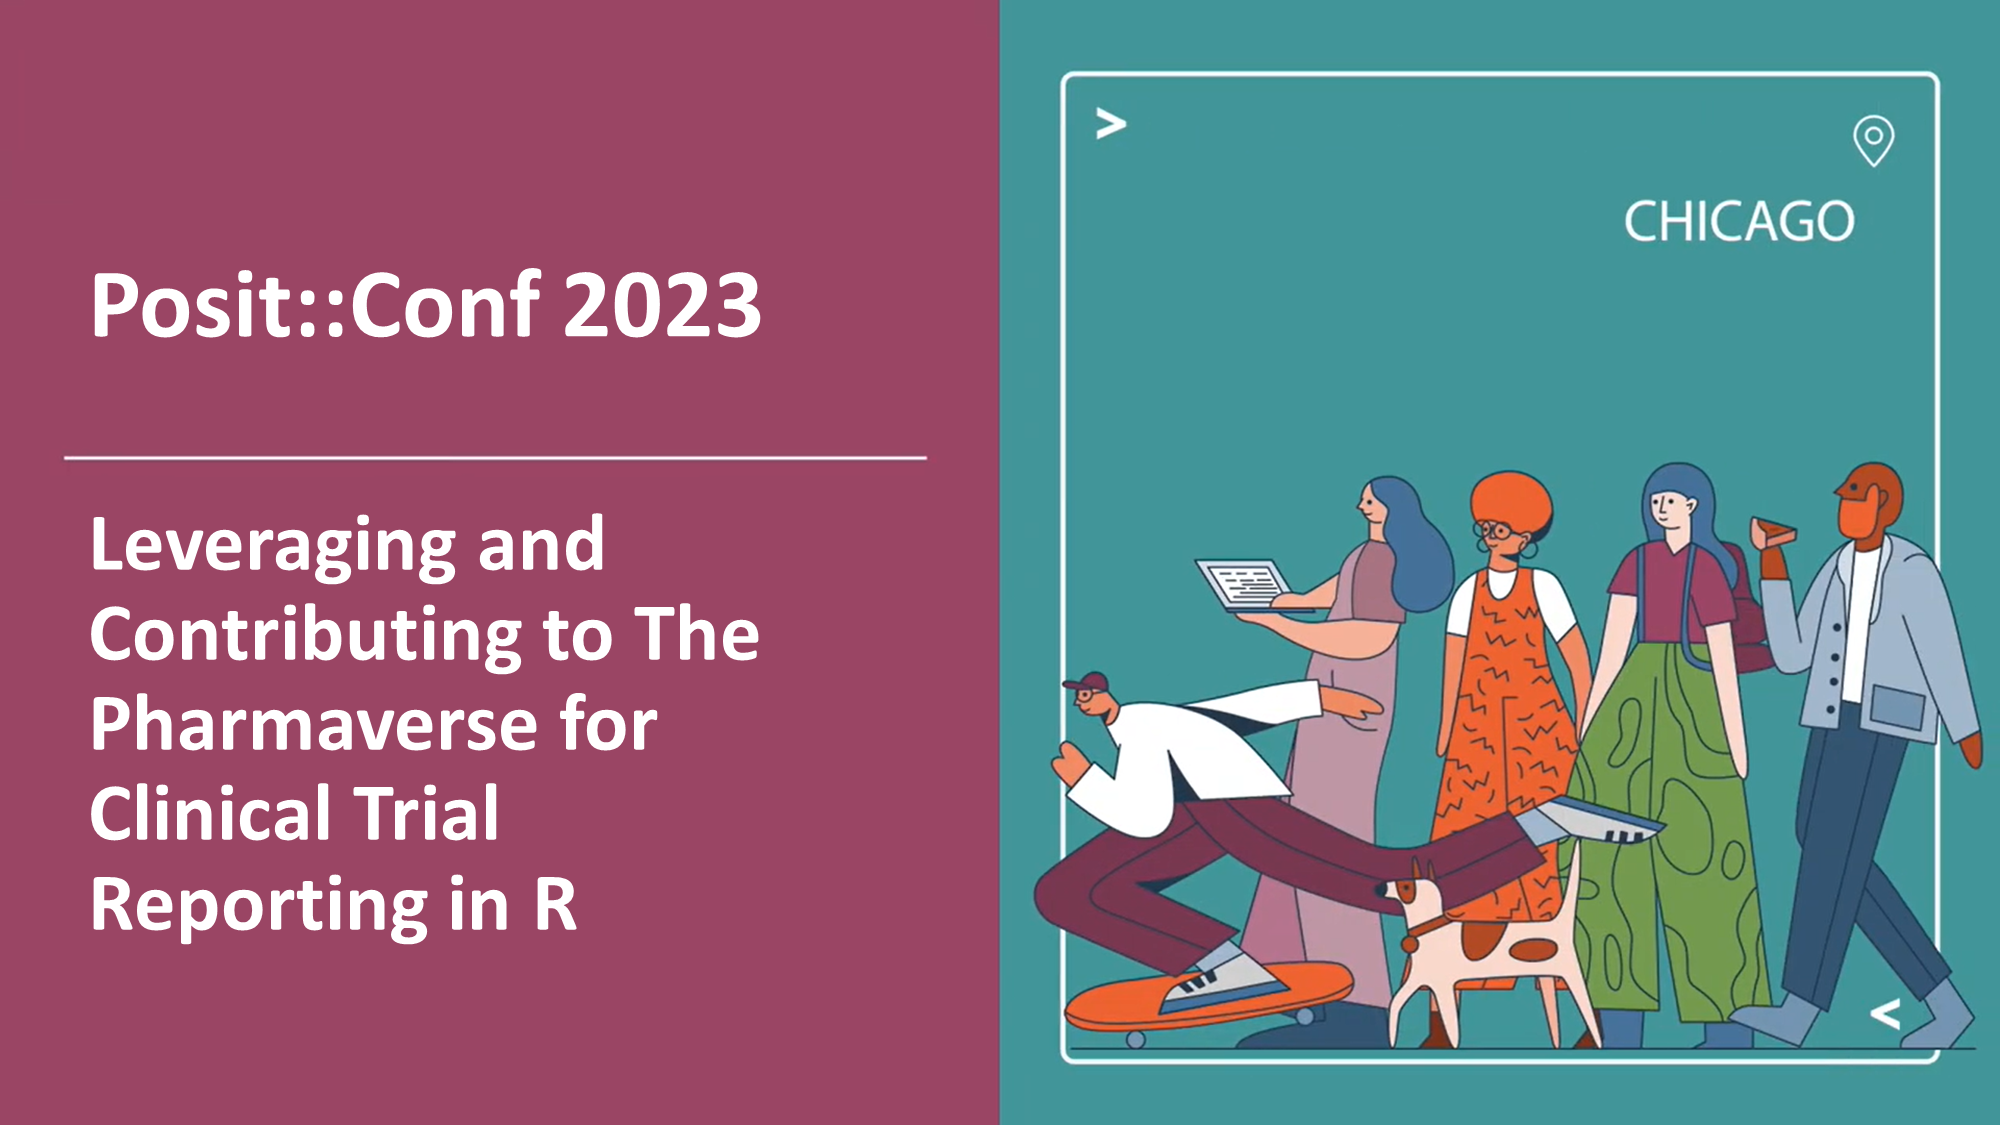 Posit::Conf 2023
Leveraging and
Contributing to The
Pharmaverse for
Clinical Trial
Reporting in R
>
CHICAGO
<